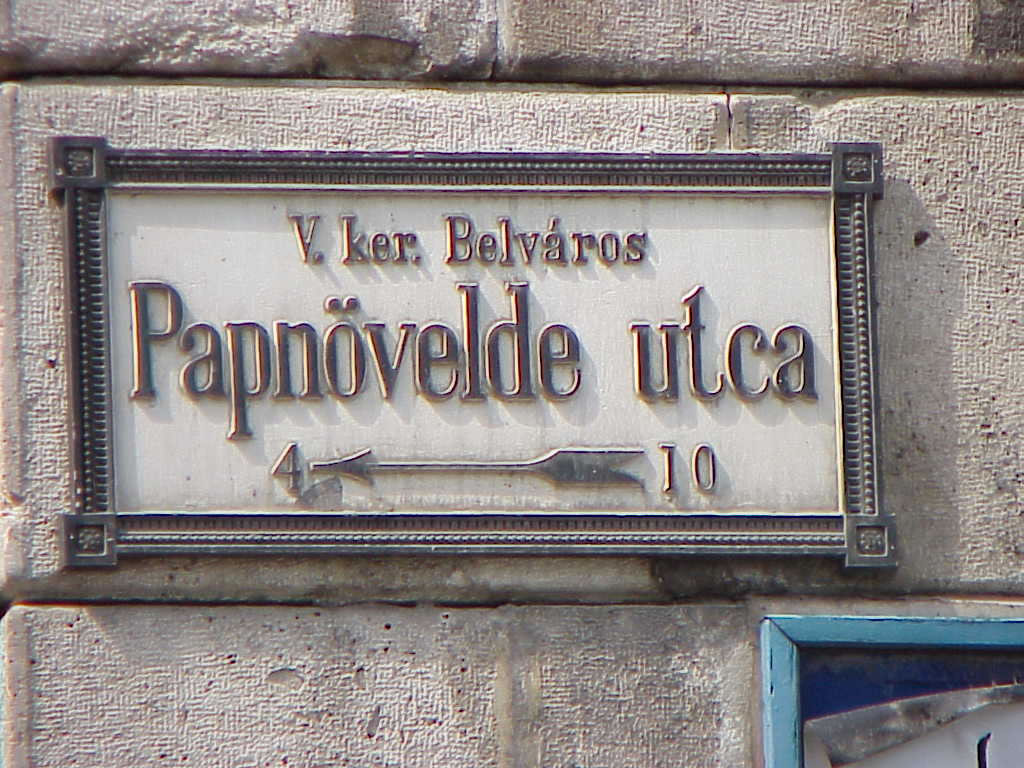 V. ker. Belváros
Papnövelde utca
4 10